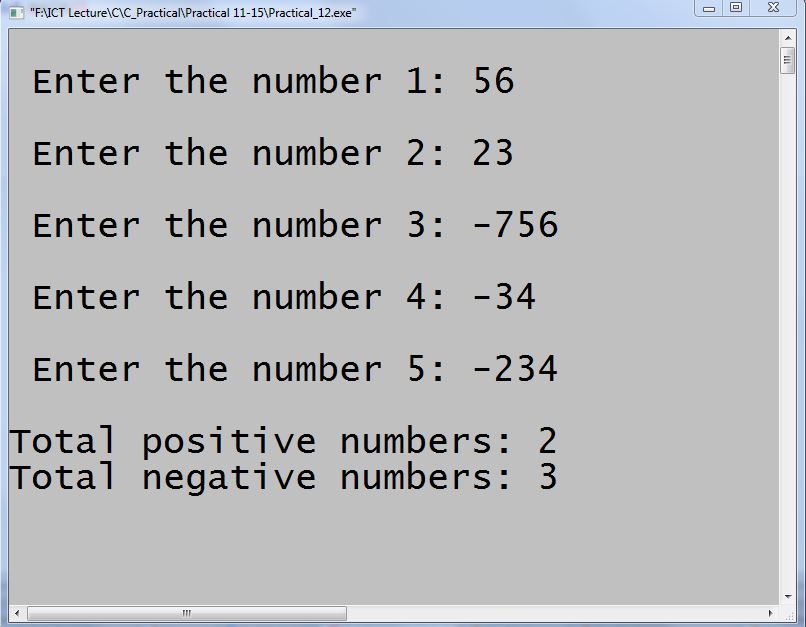 "F:\ICT Lecture\C\C_Practical\Practical 11-15\Practical_12.exe"
Enter the number 1: 56
Enter the number 2: 23
Enter the number 3: -756
Enter the number 4: -34
Enter the number 5: -234
Total positive numbers: 2
Total negative numbers: 3